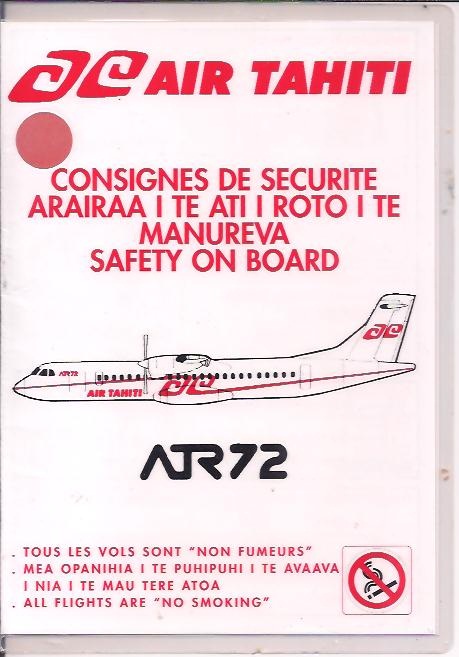 AIR TAHITI
CONSIGNES DE SECURITE
ARAIRAA I TE ATI I ROTO I TE
MANUREVA
SAFETY ON BOARD
ATR72
AIR TAHITI
ATR72
. TOUS LES VOLS SONT "NON FUMEURS"
. MEA OPANIHIA I TE PUHIPUHI I TE AVAAVA
I NIA I TE MAU TERE ATOA
. ALL FLIGHTS ARE "NO SMOKING"